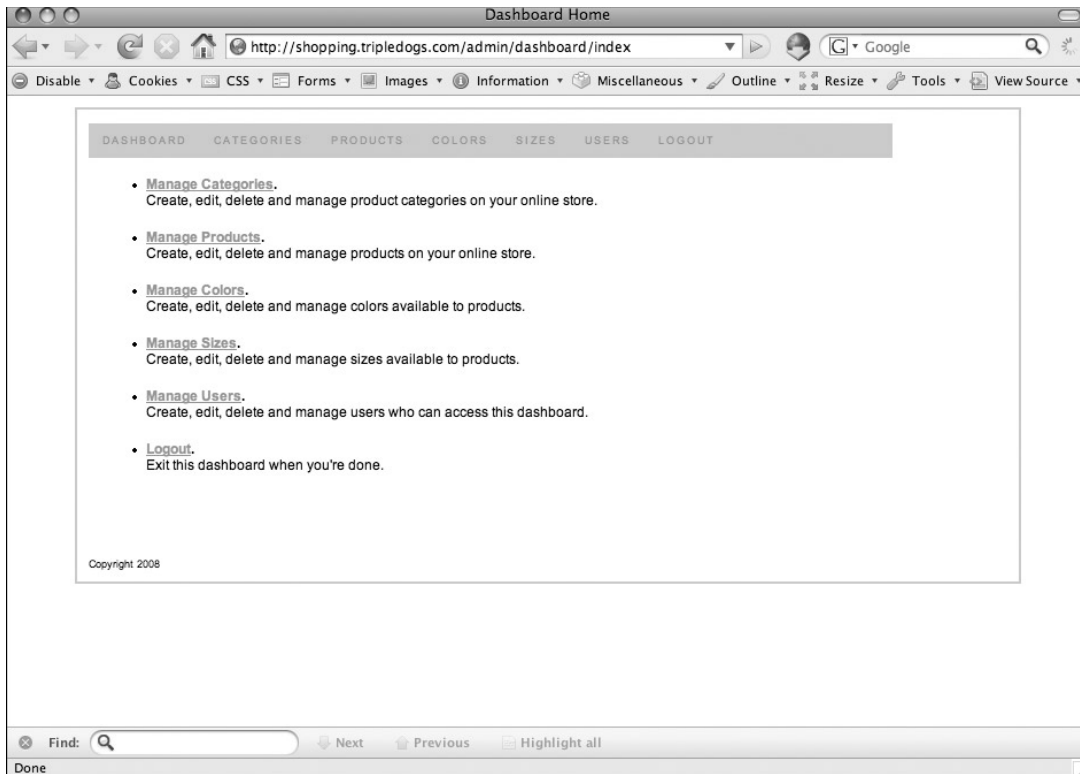 Dashboard Home
http://shopping.tripledogs.com/admin/dashboard/index
G Google
Disable Cookies CSS Forms Images Information Miscellaneous Outline Resize Tools View Source
DASHBOARD CATEGORIES PRODUCTS COLORS SIZES USERS LOGOUT
• Manage Categories.
Create, edit, delete and manage product categories on your online store.
• Manage Products.
Create, edit, delete and manage products on your online store.
• Manage Colors.
Create, edit, delete and manage colors available to products.
• Manage Sizes.
Create, edit, delete and manage sizes available to products.
• Manage Users.
Create, edit, delete and manage users who can access this dashboard.
• Logout.
Exit this dashboard when you're done.
Copyright 2008
Find: Next Previous Highlight all
Done